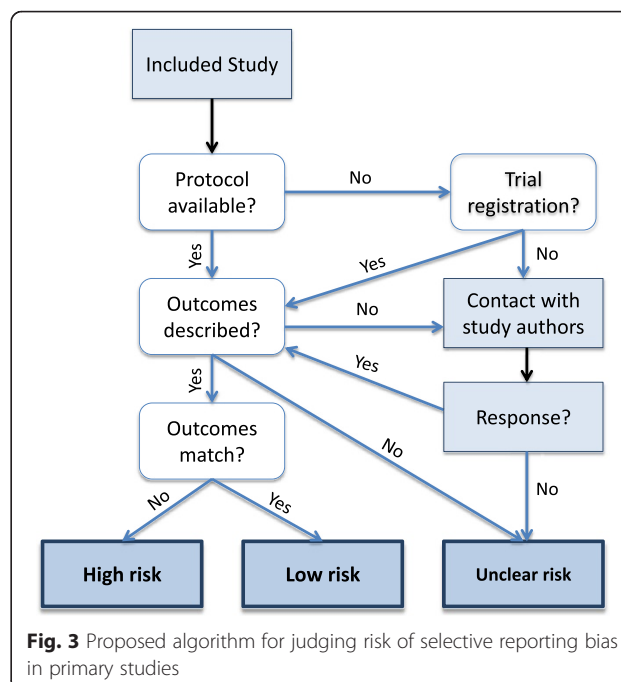 Included Study
Protocol
available?
No
Trial
registration?
Yes
Yes
No
Outcomes
described?
No
Contact with
study authors
Yes
Yes
Response?
Outcomes
match?
No
No
No
Yes
High risk
Low risk
Unclear risk
Fig. 3 Proposed algorithm for judging risk of selective reporting bias
in primary studies